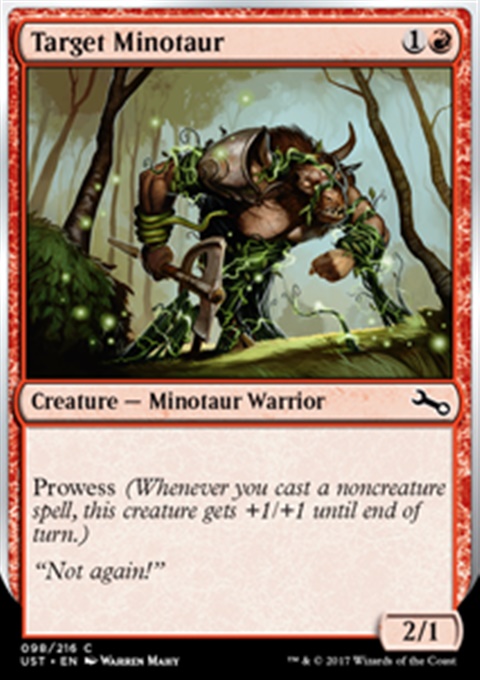 Target Minotaur 1
Creature — Minotaur Warrior
Prowess (Whenever you cast a noncreature
spell, this creature gets +1/+1 until end of
turn.)
“Not again!”
2/1
098/216 C
UST • EN Warren Mahy
™ & © 2017 Wizards of the Coast